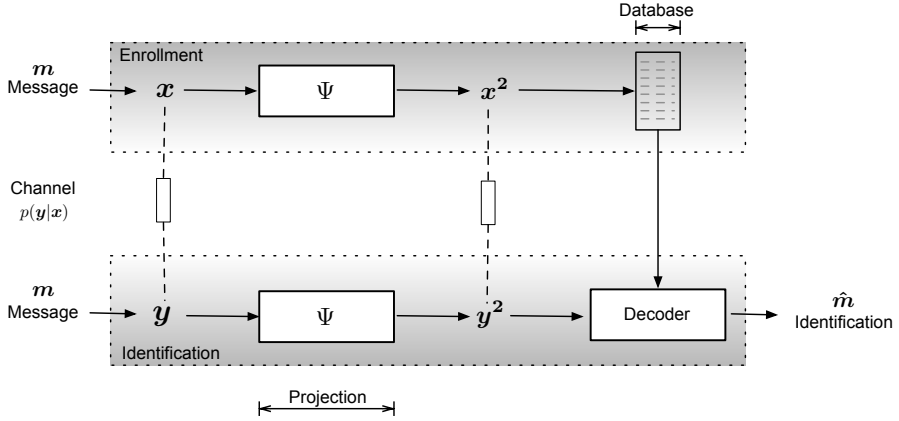 Database
Enrollment
m
Message
x
Ψ
x²
Channel
p(y|x)
m
Message
y
Ψ
y²
Decoder
m̂
Identification
Identification
Projection